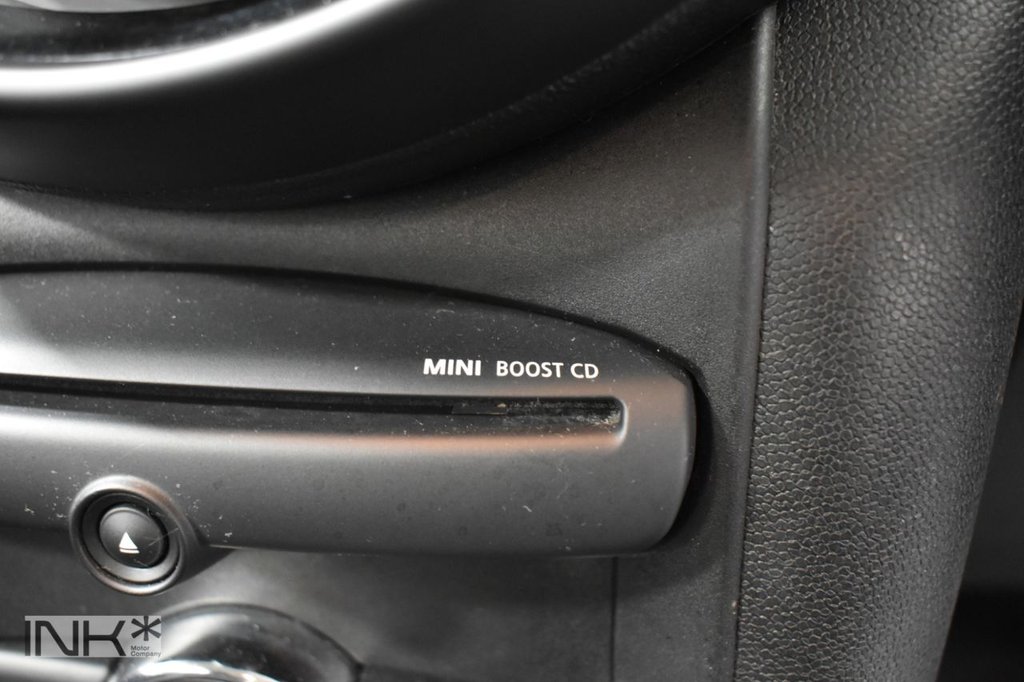 MINI BOOST CD
INK*
Motor
Company